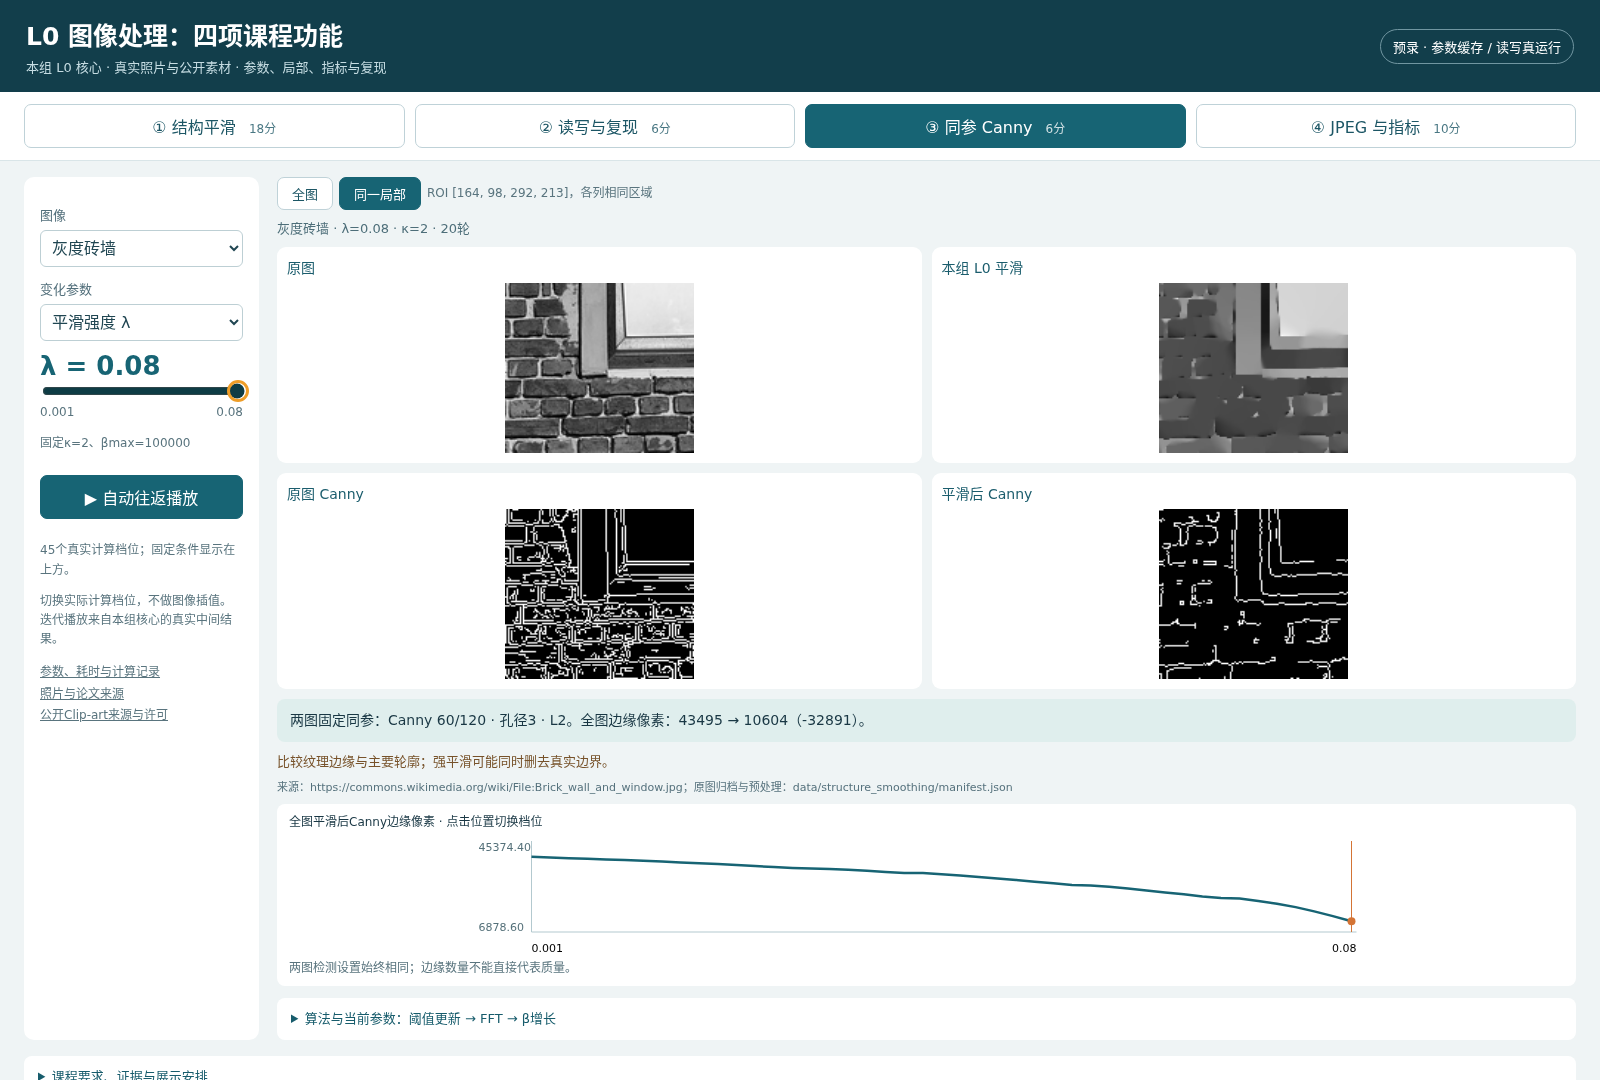 L0 图像处理：四项课程功能
本组 L0 核心 · 真实照片与公开素材 · 参数、局部、指标与复现
预录 · 参数缓存 / 读写真运行
① 结构平滑 18分
② 读写与复现 6分
③ 同参 Canny 6分
④ JPEG 与指标 10分
图像
灰度砖墙
变化参数
平滑强度 λ
λ = 0.08
0.001 0.08
固定κ=2、βmax=100000
▶ 自动往返播放
45个真实计算档位；固定条件显示在
上方。
切换实际计算档位，不做图像插值。
迭代播放来自本组核心的真实中间结
果。
参数、耗时与计算记录
照片与论文来源
公开Clip-art来源与许可
全图 同一局部 ROI [164, 98, 292, 213]，各列相同区域
灰度砖墙 · λ=0.08 · κ=2 · 20轮
原图
本组 L0 平滑
原图 Canny
平滑后 Canny
两图固定同参：Canny 60/120 · 孔径3 · L2。全图边缘像素：43495 → 10604（-32891）。
比较纹理边缘与主要轮廓；强平滑可能同时删去真实边界。
来源：https://commons.wikimedia.org/wiki/File:Brick_wall_and_window.jpg；原图归档与预处理：data/structure_smoothing/manifest.json
全图平滑后Canny边缘像素 · 点击位置切换档位
45374.40
6878.60
0.001 0.08
两图检测设置始终相同；边缘数量不能直接代表质量。
▶ 算法与当前参数：阈值更新 → FFT → β增长
▶ 课程要求、证据与展示安排